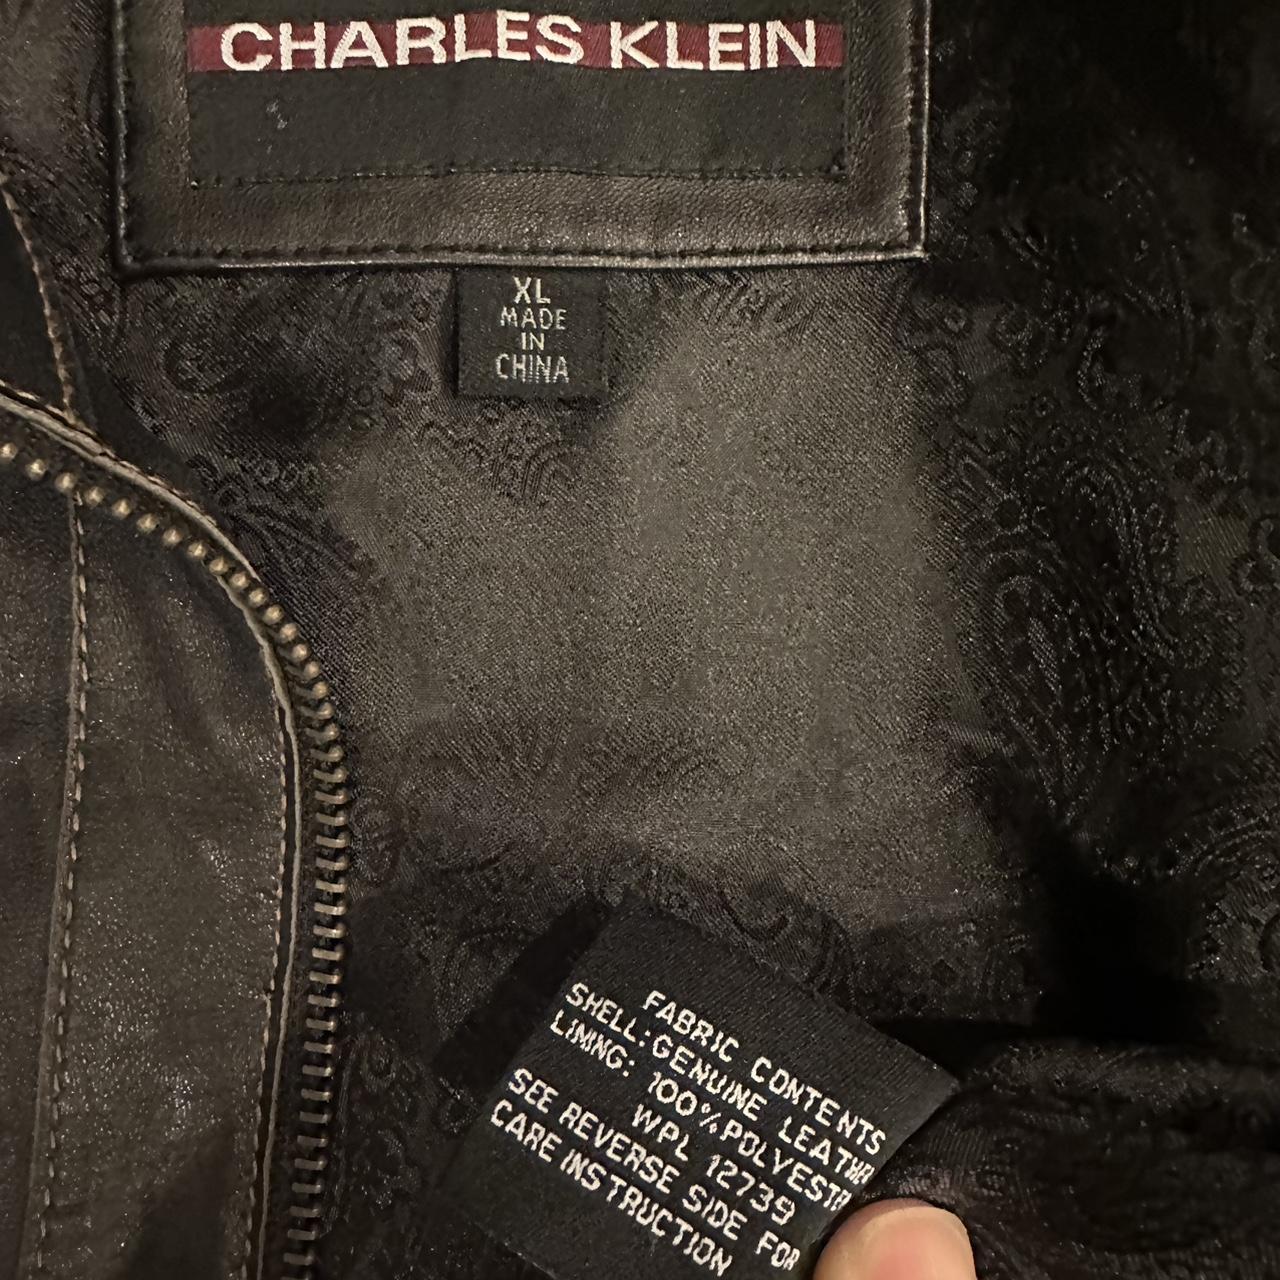 CHARLES KLEIN
XL
MADE
IN
CHINA
FABRIC CONTENTS
SHELL: GENUINE LEATHER
LINING: 100% POLYESTER
WPL 12739
SEE REVERSE SIDE FOR
CARE INSTRUCTION